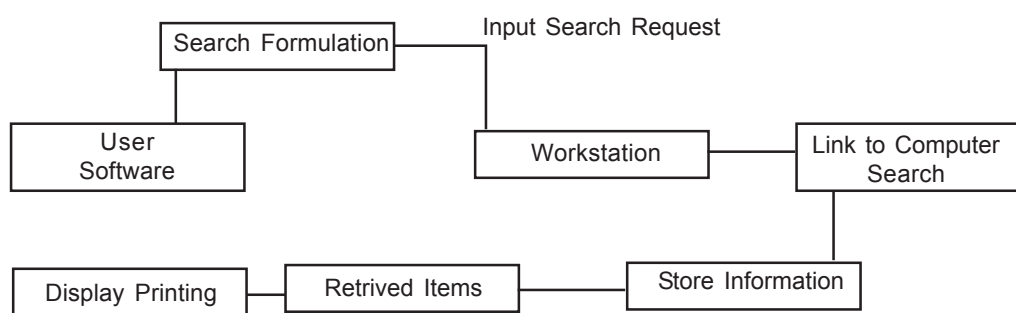 Input Search Request
Search Formulation
User
Software
Workstation
Link to Computer
Search
Store Information
Retrived Items
Display Printing